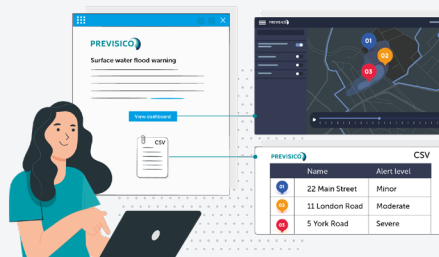 PREVISICO
Surface water flood warning
View dashboard
CSV
PREVISICO
01
02
03
PREVISICO
CSV
Name Alert level
01 22 Main Street Minor
02 11 London Road Moderate
03 5 York Road Severe